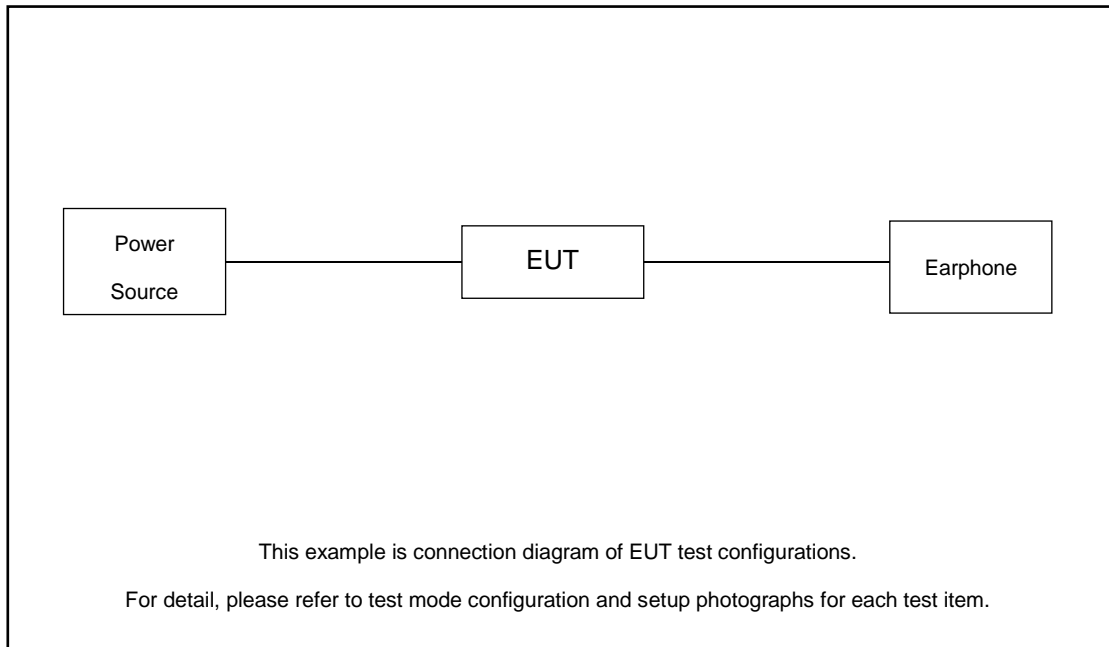 Power
Source
EUT
Earphone
This example is connection diagram of EUT test configurations.
For detail, please refer to test mode configuration and setup photographs for each test item.